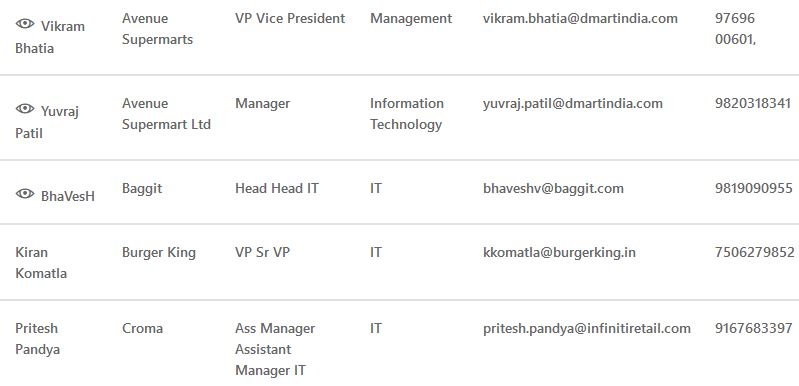 Vikram Bhatia Avenue Supermarts VP Vice President Management vikram.bhatia@dmartindia.com 97696 00601,
Yuvraj Patil Avenue Supermart Ltd Manager Information Technology yuvraj.patil@dmartindia.com 9820318341
BhaVesH Baggit Head Head IT IT bhaveshv@baggit.com 9819090955
Kiran Komatla Burger King VP Sr VP IT kkomatla@burgerking.in 7506279852
Pritesh Pandya Croma Ass Manager Assistant Manager IT IT pritesh.pandya@infinitiretail.com 9167683397